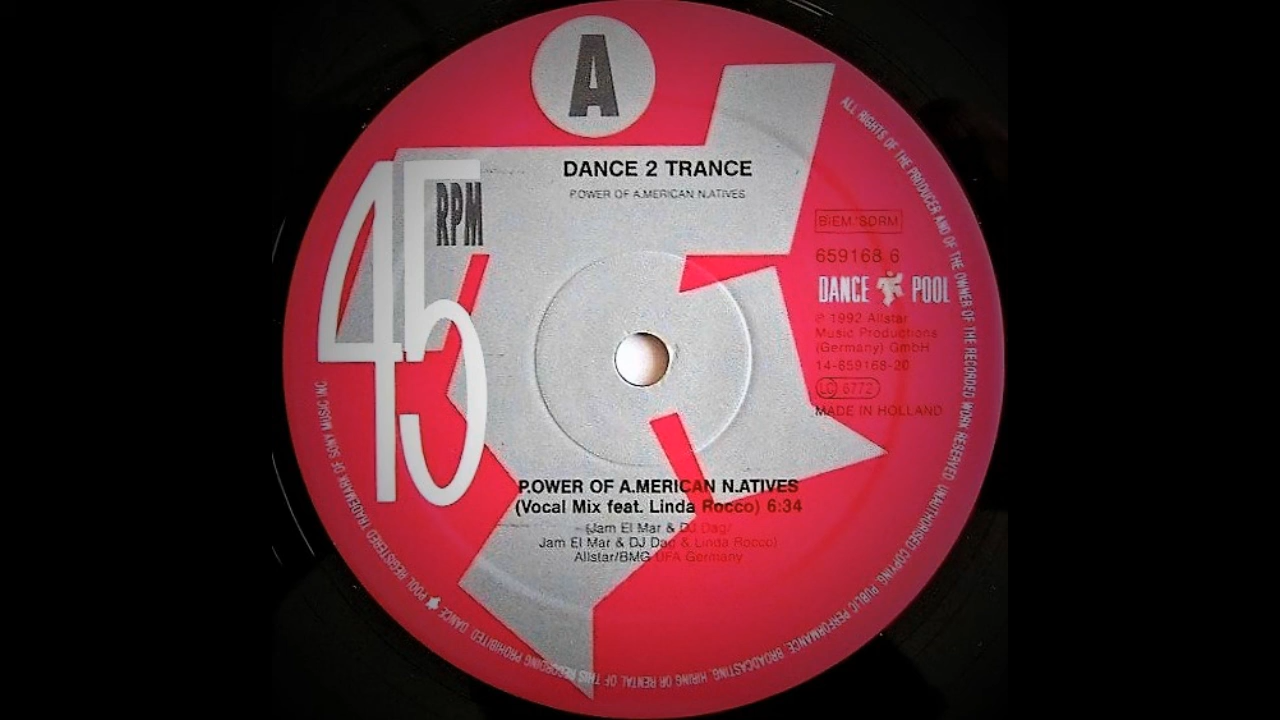 A
DANCE 2 TRANCE
P.OWER OF A.MERICAN N.ATIVES
45
RPM
BIEM/SDRM
659168 6
DANCE POOL
℗ 1992 Allstar
Music Productions
(Germany) GmbH
14-659168-20
LC 6772
MADE IN HOLLAND
P.OWER OF A.MERICAN N.ATIVES
(Vocal Mix feat. Linda Rocco) 6:34
(Jam El Mar & DJ Dag/
Jam El Mar & DJ Dag & Linda Rocco)
Allstar/BMG UFA Germany
ALL RIGHTS OF THE PRODUCER AND OF THE OWNER OF THE RECORDED WORK RESERVED. UNAUTHORISED COPYING, PUBLIC PERFORMANCE, BROADCASTING, HIRING OR RENTAL OF THIS RECORDING PROHIBITED. DANCE POOL REGISTERED TRADEMARK OF SONY MUSIC INC